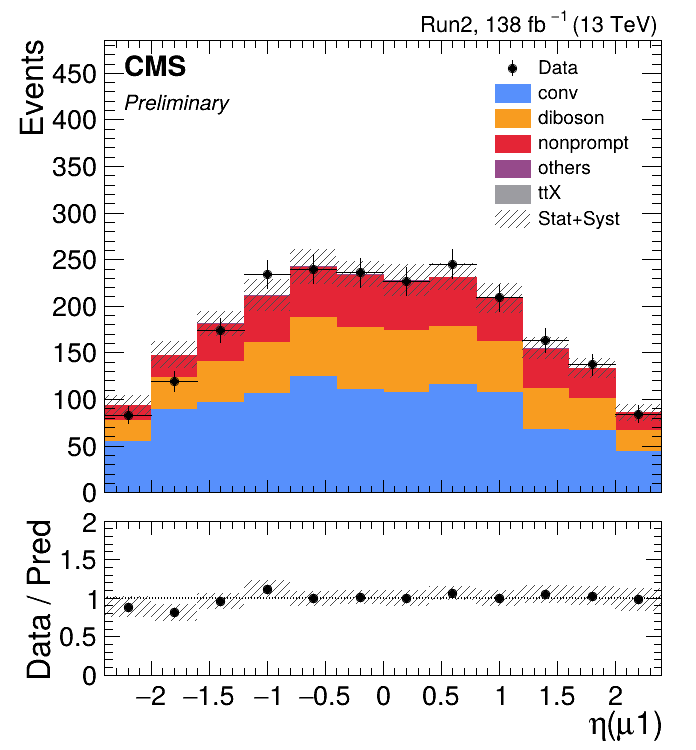 Run2, 138 fb⁻¹ (13 TeV)
CMS
Preliminary
Events
450
400
350
300
250
200
150
100
50
0
Data
conv
diboson
nonprompt
others
ttX
Stat+Syst
Data / Pred
2
1.5
1
0.5
0
−2 −1.5 −1 −0.5 0 0.5 1 1.5 2
η(μ1)